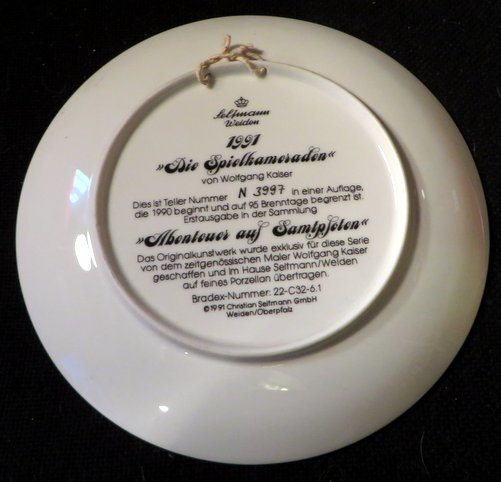 Seltmann
Weiden
1991
»Die Spielkameraden«
von Wolfgang Kaiser
Dies ist Teller Nummer N 3997 in einer Auflage,
die 1990 beginnt und auf 95 Brenntage begrenzt ist.
Erstausgabe in der Sammlung
»Abenteuer auf Samtpfoten«
Das Originalkunstwerk wurde exklusiv für diese Serie
von dem zeitgenössischen Maler Wolfgang Kaiser
geschaffen und im Hause Seltmann/Weiden
auf feines Porzellan übertragen.
Bradex-Nummer: 22-C32-6.1
©1991 Christian Seltmann GmbH
Weiden/Oberpfalz